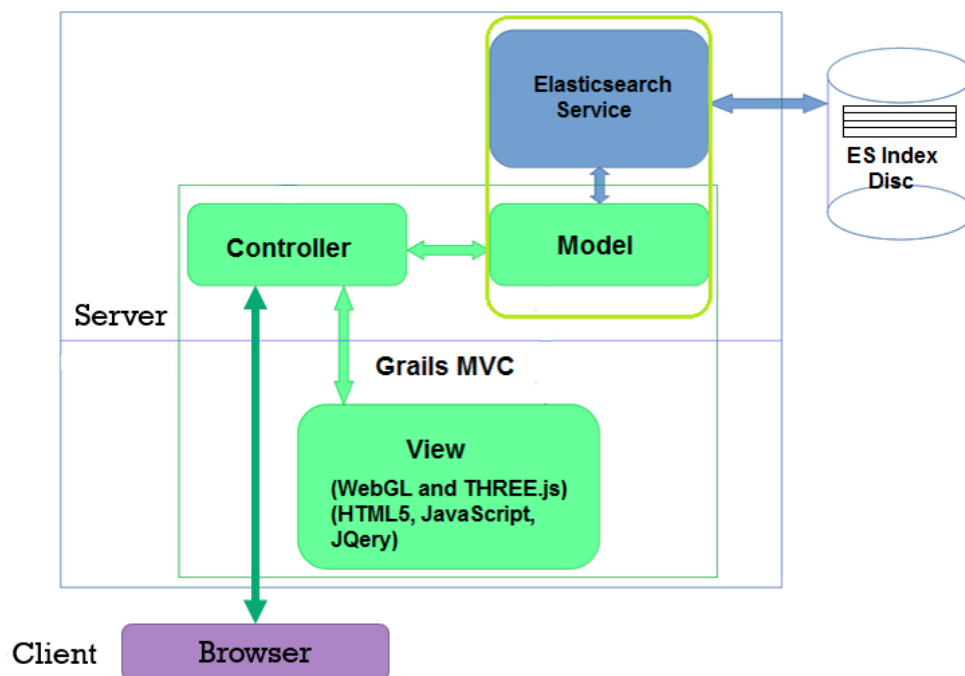 Elasticsearch
Service
ES Index
Disc
Controller
Model
Server
Grails MVC
View
(WebGL and THREE.js)
(HTML5, JavaScript,
JQery)
Client
Browser